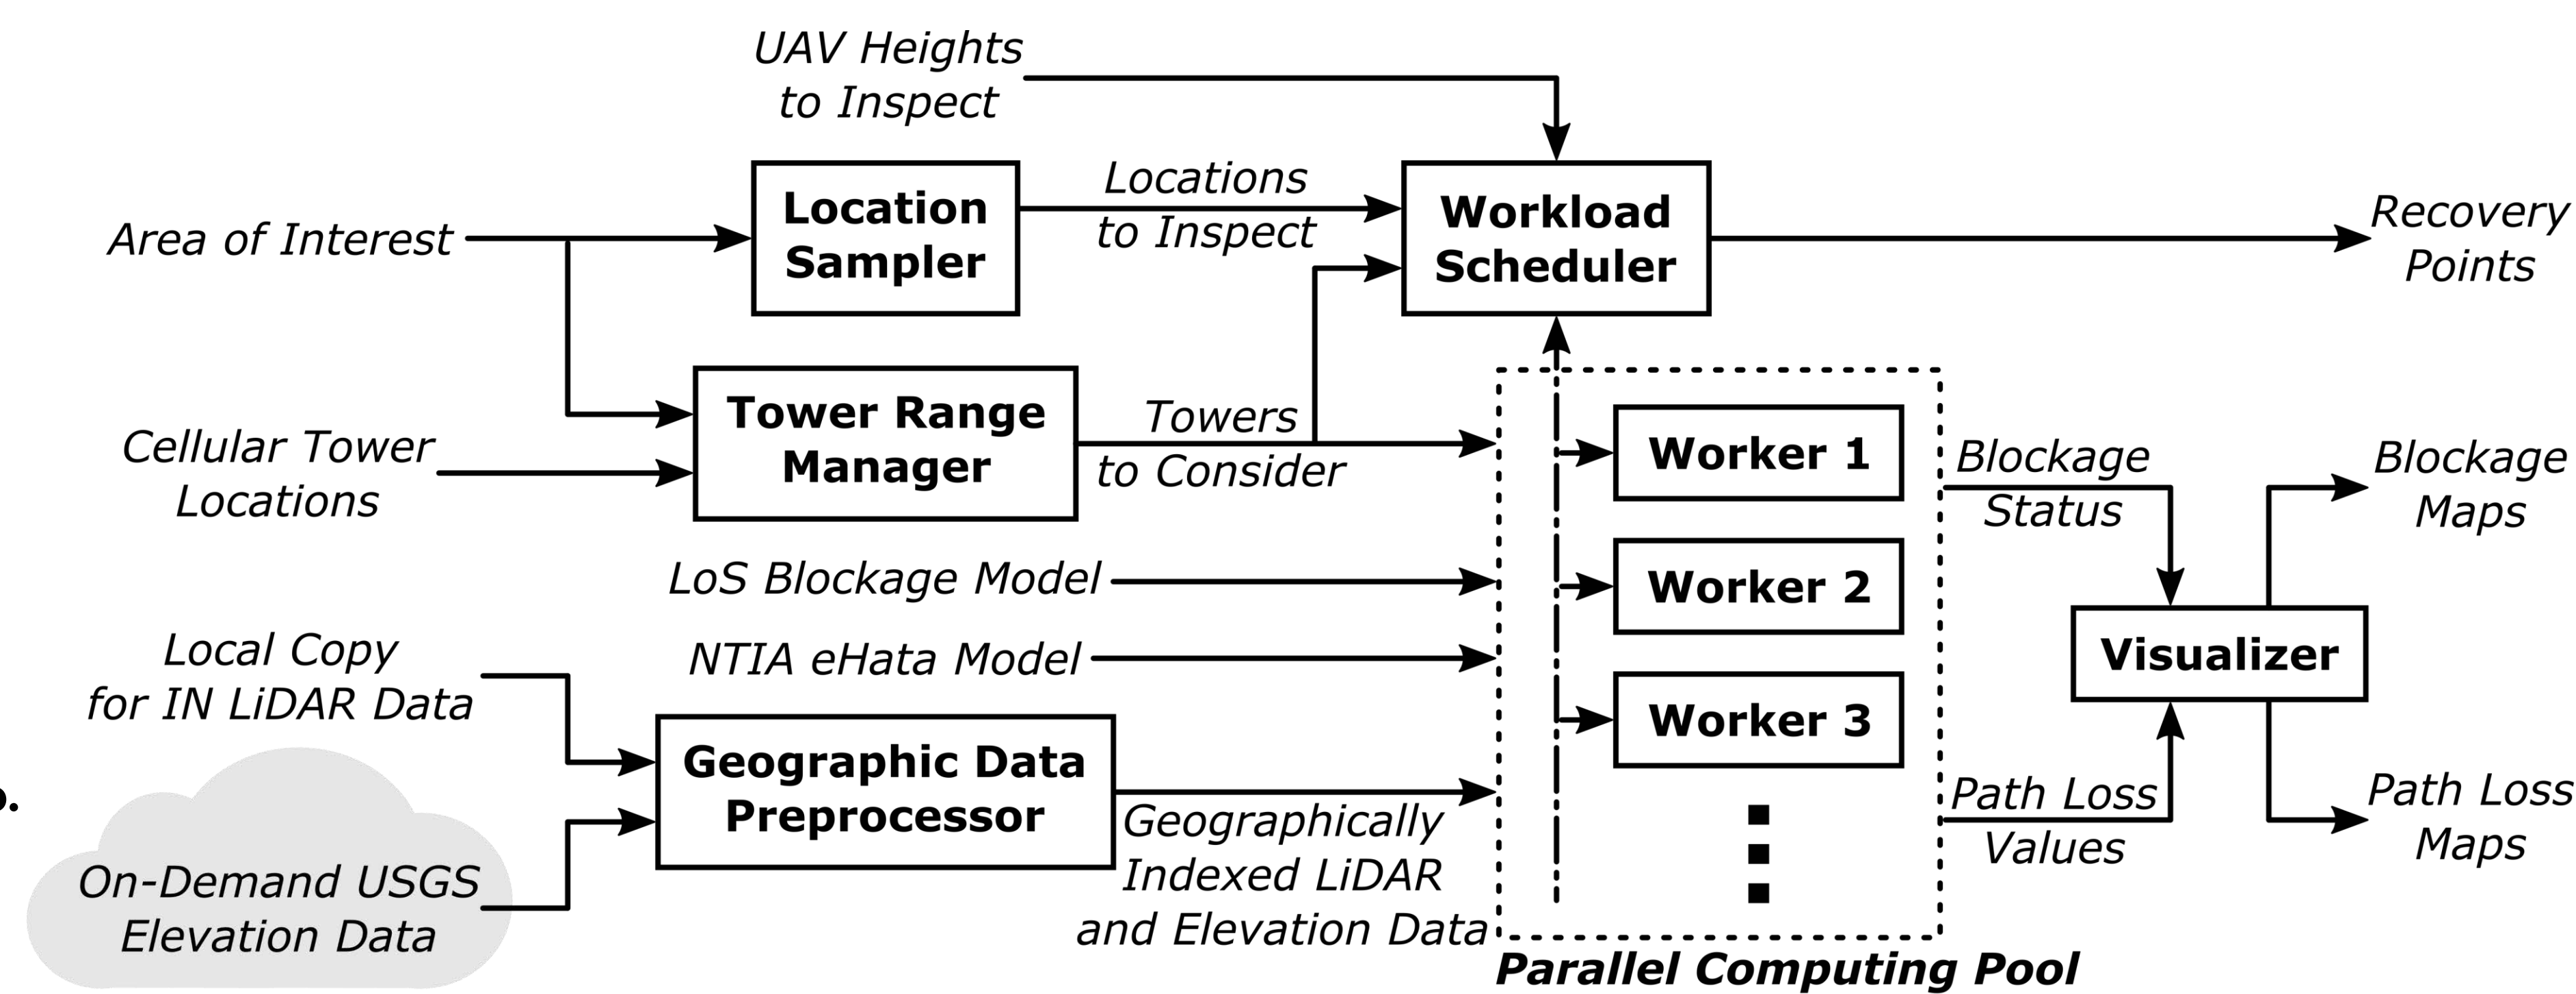 UAV Heights
to Inspect
Location
Sampler
Locations
to Inspect
Workload
Scheduler
Recovery
Points
Area of Interest
Tower Range
Manager
Towers
to Consider
Cellular Tower
Locations
Worker 1
Blockage
Status
Blockage
Maps
LoS Blockage Model
Worker 2
NTIA eHata Model
Visualizer
Local Copy
for IN LiDAR Data
Worker 3
Geographic Data
Preprocessor
Geographically
Indexed LiDAR
and Elevation Data
Path Loss
Values
Path Loss
Maps
On-Demand USGS
Elevation Data
Parallel Computing Pool